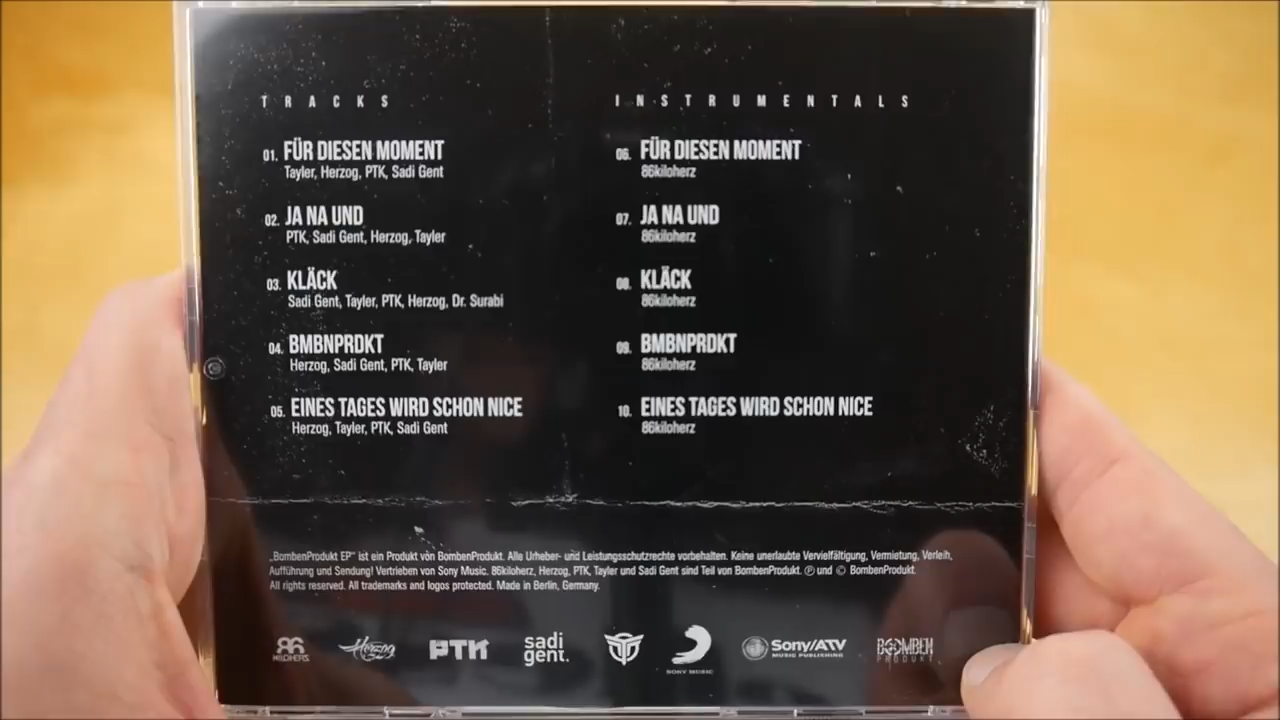 TRACKS
01. FÜR DIESEN MOMENT
Tayler, Herzog, PTK, Sadi Gent
02. JA NA UND
PTK, Sadi Gent, Herzog, Tayler
03. KLÄCK
Sadi Gent, Tayler, PTK, Herzog, Dr. Surabi
04. BMBNPRDKT
Herzog, Sadi Gent, PTK, Tayler
05. EINES TAGES WIRD SCHON NICE
Herzog, Tayler, PTK, Sadi Gent
INSTRUMENTALS
06. FÜR DIESEN MOMENT
86kiloherz
07. JA NA UND
86kiloherz
08. KLÄCK
86kiloherz
09. BMBNPRDKT
86kiloherz
10. EINES TAGES WIRD SCHON NICE
86kiloherz
„BombenProdukt EP“ ist ein Produkt von BombenProdukt. Alle Urheber- und Leistungsschutzrechte vorbehalten. Keine unerlaubte Vervielfältigung, Vermietung, Verleih,
Aufführung und Sendung! Vertrieben von Sony Music. 86kiloherz, Herzog, PTK, Tayler und Sadi Gent sind Teil von BombenProdukt. ℗ und © BombenProdukt.
All rights reserved. All trademarks and logos protected. Made in Berlin, Germany.
86
KILOHERZ
Herzog
PTK
sadi
gent.
SONY MUSIC
Sony/ATV
MUSIC PUBLISHING
BOMBEN
PRODUKT